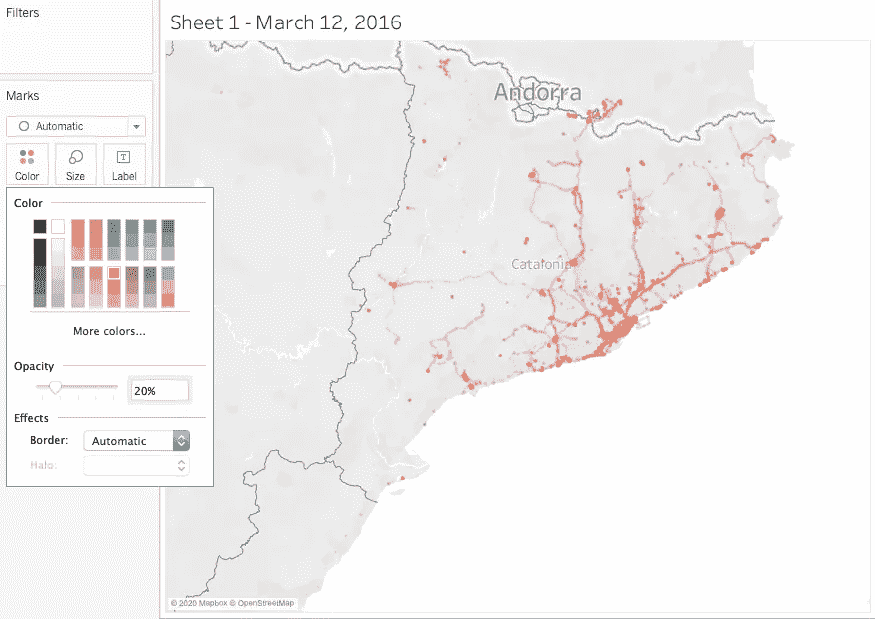 Filters
Sheet 1 - March 12, 2016
Marks
Automatic
Color
Size
T
Label
Color
More colors...
Opacity
20%
Effects
Border:
Automatic
Halo:
Andorra
Catalonia
© 2020 Mapbox © OpenStreetMap